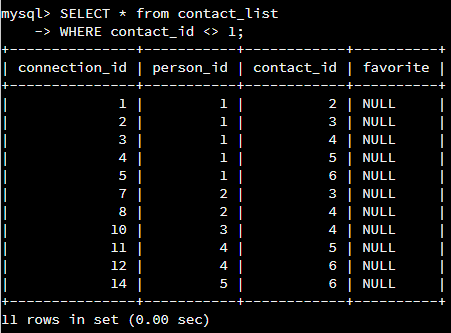 mysql> SELECT * from contact_list
    -> WHERE contact_id <> 1;
+---------------+-----------+------------+----------+
| connection_id | person_id | contact_id | favorite |
+---------------+-----------+------------+----------+
|             1 |         1 |          2 | NULL     |
|             2 |         1 |          3 | NULL     |
|             3 |         1 |          4 | NULL     |
|             4 |         1 |          5 | NULL     |
|             5 |         1 |          6 | NULL     |
|             7 |         2 |          3 | NULL     |
|             8 |         2 |          4 | NULL     |
|            10 |         3 |          4 | NULL     |
|            11 |         4 |          5 | NULL     |
|            12 |         4 |          6 | NULL     |
|            14 |         5 |          6 | NULL     |
+---------------+-----------+------------+----------+
11 rows in set (0.00 sec)